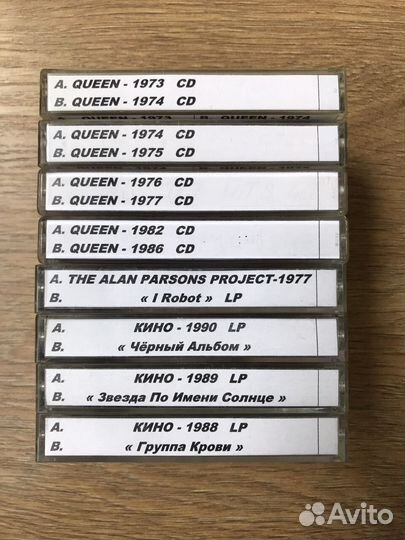 A. QUEEN - 1973 CD
B. QUEEN - 1974 CD
A. QUEEN - 1973 B. QUEEN - 1974
A. QUEEN - 1974 CD
B. QUEEN - 1975 CD
A. QUEEN - 1976 CD
B. QUEEN - 1977 CD
A. QUEEN - 1982 CD
B. QUEEN - 1986 CD
A. THE ALAN PARSONS PROJECT-1977
B. « I Robot » LP
A. КИНО - 1990 LP
B. « Чёрный Альбом »
A. КИНО - 1989 LP
B. « Звезда По Имени Солнце »
A. КИНО - 1988 LP
B. « Группа Крови »
Avito